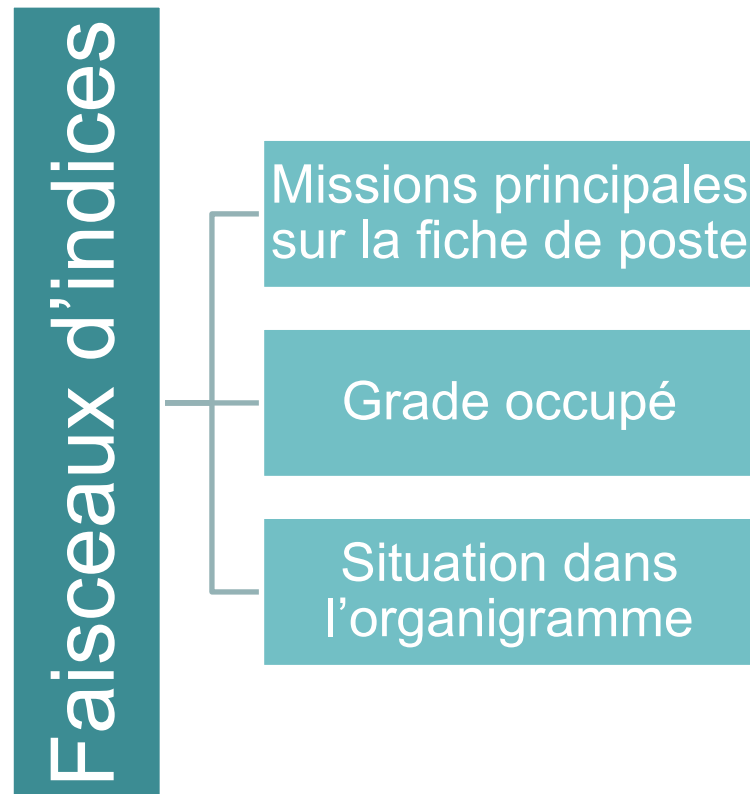 Faisceaux d’indices
Missions principales
sur la fiche de poste
Grade occupé
Situation dans
l’organigramme